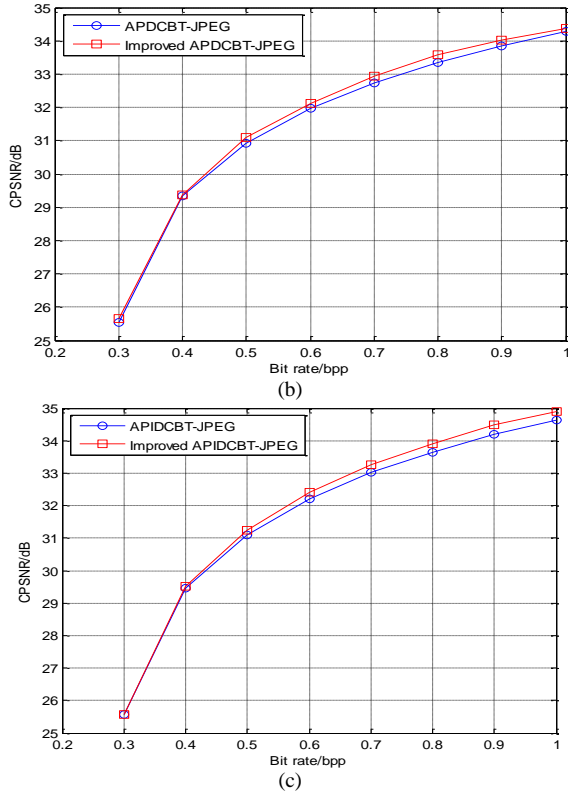 35
34
33
32
31
30
29
28
27
26
25
CPSNR/dB
APDCBT-JPEG
Improved APDCBT-JPEG
0.2 0.3 0.4 0.5 0.6 0.7 0.8 0.9 1
Bit rate/bpp
(b)
35
34
33
32
31
30
29
28
27
26
25
CPSNR/dB
APIDCBT-JPEG
Improved APIDCBT-JPEG
0.2 0.3 0.4 0.5 0.6 0.7 0.8 0.9 1
Bit rate/bpp
(c)